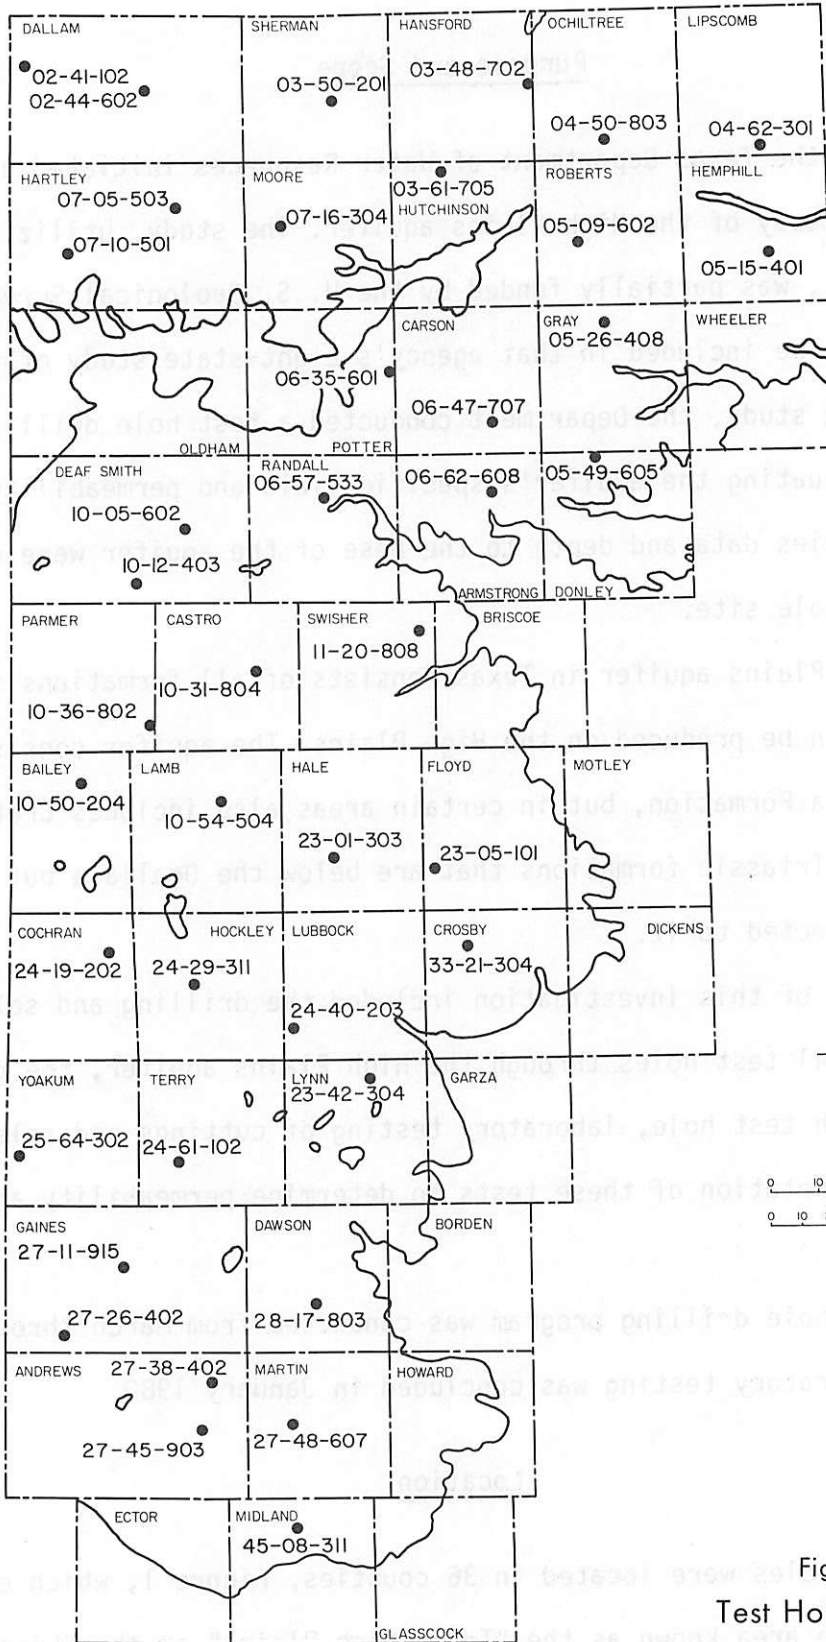 DALLAM SHERMAN HANSFORD OCHILTREE LIPSCOMB
02-41-102 03-48-702
02-44-602 03-50-201
04-50-803 04-62-301
HARTLEY MOORE 03-61-705 ROBERTS HEMPHILL
07-05-503 07-16-304 HUTCHINSON 05-09-602
07-10-501 05-15-401
CARSON GRAY WHEELER
05-26-408
06-35-601
06-47-707
OLDHAM POTTER
DEAF SMITH RANDALL
06-57-533 06-62-608 05-49-605
10-05-602
10-12-403
ARMSTRONG DONLEY
PARMER CASTRO SWISHER BRISCOE
11-20-808
10-31-804
10-36-802
BAILEY LAMB HALE FLOYD MOTLEY
10-50-204 10-54-504
23-01-303 23-05-101
COCHRAN HOCKLEY LUBBOCK CROSBY DICKENS
24-19-202 24-29-311 33-21-304
24-40-203
YOAKUM TERRY LYNN GARZA
23-42-304
25-64-302 24-61-102
GAINES DAWSON BORDEN
27-11-915
27-26-402 28-17-803
ANDREWS 27-38-402 MARTIN HOWARD
27-45-903 27-48-607
ECTOR MIDLAND
45-08-311
GLASSCOCK
0 10
0 10
Fig
Test Ho